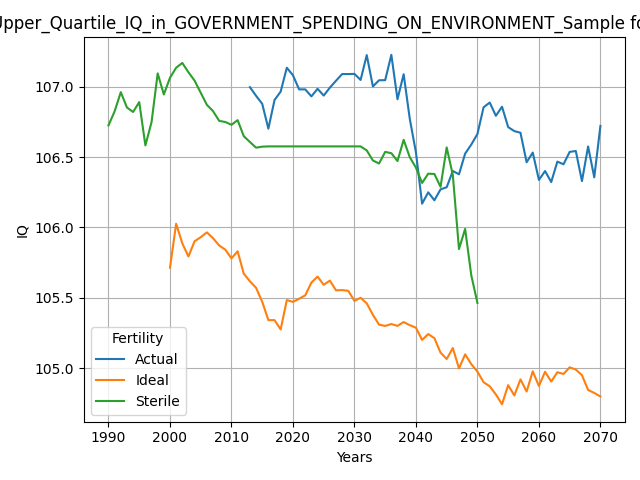 Upper_Quartile_IQ_in_GOVERNMENT_SPENDING_ON_ENVIRONMENT_Sample fo
107.0
106.5
106.0
105.5
105.0
IQ
Fertility
Actual
Ideal
Sterile
1990 2000 2010 2020 2030 2040 2050 2060 2070
Years